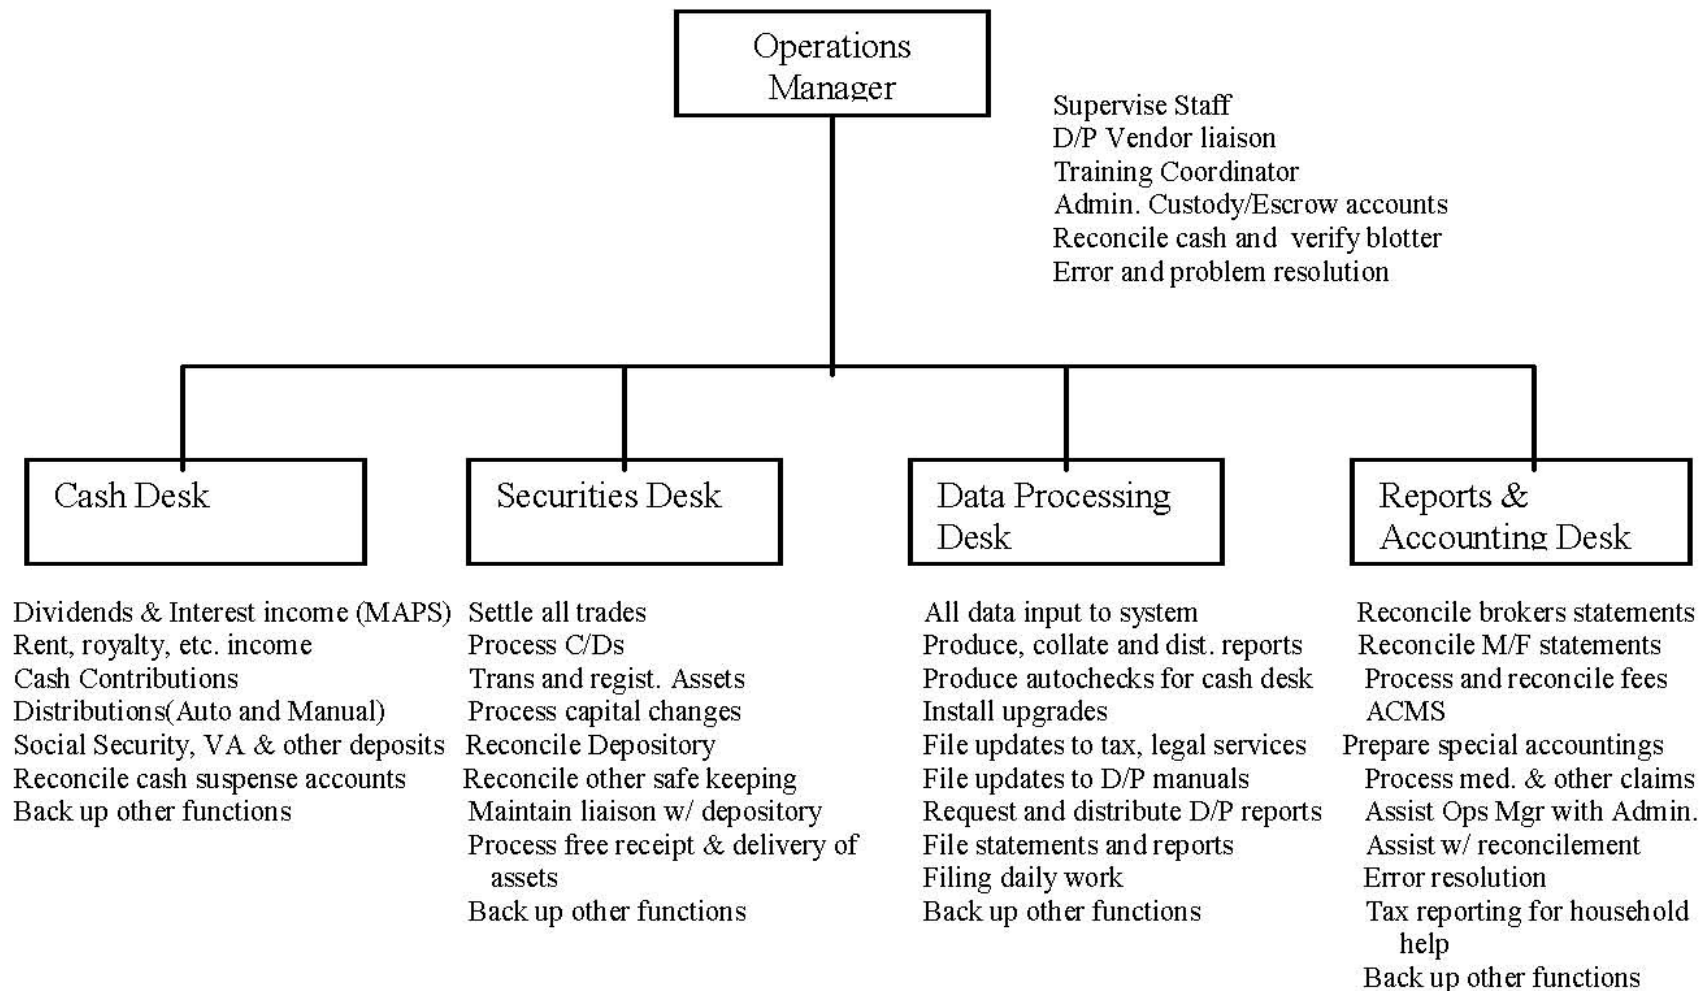 Operations
Manager
Supervise Staff
D/P Vendor liaison
Training Coordinator
Admin. Custody/Escrow accounts
Reconcile cash and verify blotter
Error and problem resolution
Cash Desk
Dividends & Interest income (MAPS)
Rent, royalty, etc. income
Cash Contributions
Distributions(Auto and Manual)
Social Security, VA & other deposits
Reconcile cash suspense accounts
Back up other functions
Securities Desk
Settle all trades
Process C/Ds
Trans and regist. Assets
Process capital changes
Reconcile Depository
Reconcile other safe keeping
Maintain liaison w/ depository
Process free receipt & delivery of
assets
Back up other functions
Data Processing
Desk
All data input to system
Produce, collate and dist. reports
Produce autochecks for cash desk
Install upgrades
File updates to tax, legal services
File updates to D/P manuals
Request and distribute D/P reports
File statements and reports
Filing daily work
Back up other functions
Reports &
Accounting Desk
Reconcile brokers statements
Reconcile M/F statements
Process and reconcile fees
ACMS
Prepare special accountings
Process med. & other claims
Assist Ops Mgr with Admin.
Assist w/ reconcilement
Error resolution
Tax reporting for household
help
Back up other functions